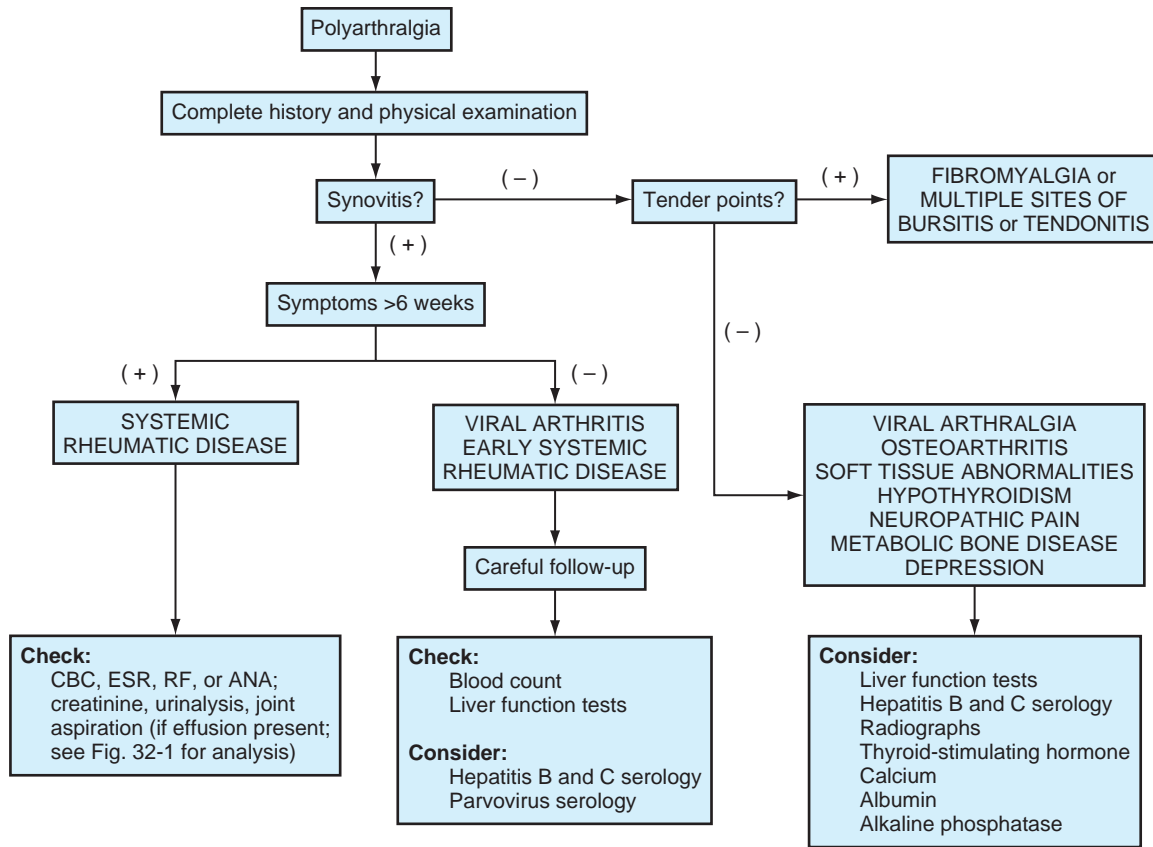 Polyarthralgia
Complete history and physical examination
Synovitis?
( – )
Tender points?
( + )
FIBROMYALGIA or
MULTIPLE SITES OF
BURSITIS or TENDONITIS
( + )
Symptoms >6 weeks
( – )
( + )
( – )
SYSTEMIC
RHEUMATIC DISEASE
VIRAL ARTHRITIS
EARLY SYSTEMIC
RHEUMATIC DISEASE
VIRAL ARTHRALGIA
OSTEOARTHRITIS
SOFT TISSUE ABNORMALITIES
HYPOTHYROIDISM
NEUROPATHIC PAIN
METABOLIC BONE DISEASE
DEPRESSION
Careful follow-up
Check:
CBC, ESR, RF, or ANA;
creatinine, urinalysis, joint
aspiration (if effusion present;
see Fig. 32-1 for analysis)
Check:
Blood count
Liver function tests
Consider:
Hepatitis B and C serology
Parvovirus serology
Consider:
Liver function tests
Hepatitis B and C serology
Radiographs
Thyroid-stimulating hormone
Calcium
Albumin
Alkaline phosphatase